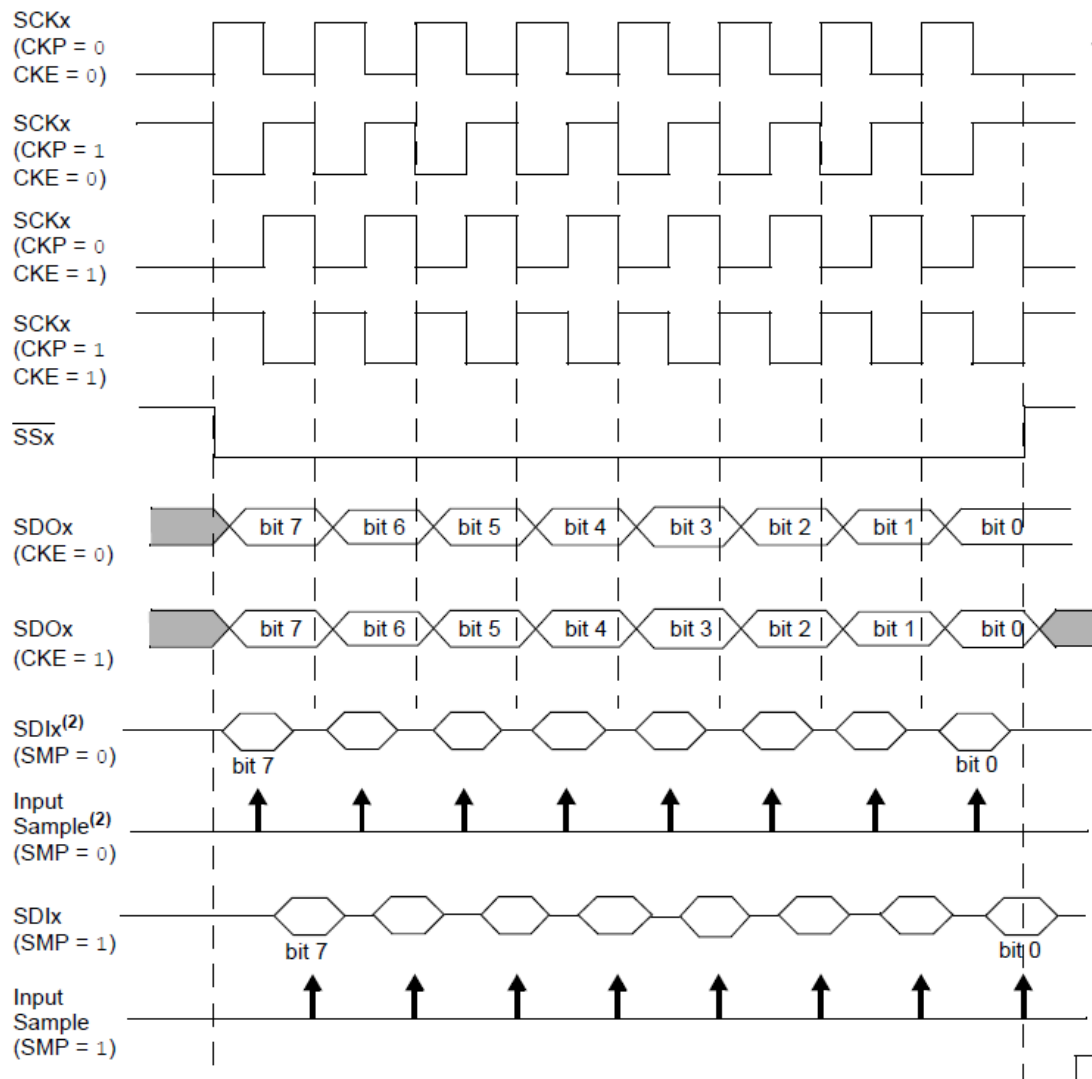 SCKx
(CKP = 0
CKE = 0)
SCKx
(CKP = 1
CKE = 0)
SCKx
(CKP = 0
CKE = 1)
SCKx
(CKP = 1
CKE = 1)
SSx
SDOx
(CKE = 0)
bit 7 bit 6 bit 5 bit 4 bit 3 bit 2 bit 1 bit 0
SDOx
(CKE = 1)
bit 7 bit 6 bit 5 bit 4 bit 3 bit 2 bit 1 bit 0
SDIx(2)
(SMP = 0)
bit 7 bit 0
Input
Sample(2)
(SMP = 0)
SDIx
(SMP = 1)
bit 7 bit 0
Input
Sample
(SMP = 1)